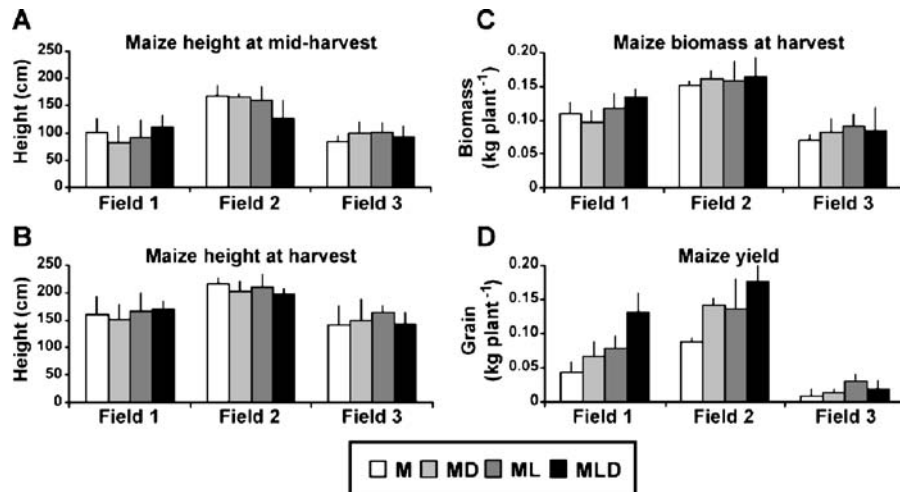 A
Maize height at mid-harvest
Height (cm)
250
200
150
100
50
0
Field 1 Field 2 Field 3
B
Maize height at harvest
Height (cm)
250
200
150
100
50
0
Field 1 Field 2 Field 3
C
Maize biomass at harvest
Biomass
(kg plant⁻¹)
0.20
0.15
0.10
0.05
0
Field 1 Field 2 Field 3
D
Maize yield
Grain
(kg plant⁻¹)
0.20
0.15
0.10
0.05
0
Field 1 Field 2 Field 3
M MD ML MLD